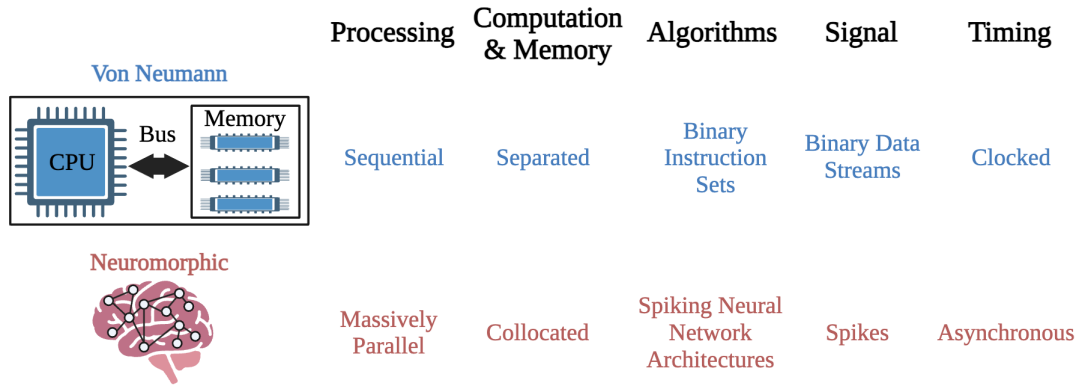 Processing
Computation
& Memory
Algorithms
Signal
Timing
Von Neumann
CPU
Bus
Memory
Sequential
Separated
Binary
Instruction
Sets
Binary Data
Streams
Clocked
Neuromorphic
Massively
Parallel
Collocated
Spiking Neural
Network
Architectures
Spikes
Asynchronous